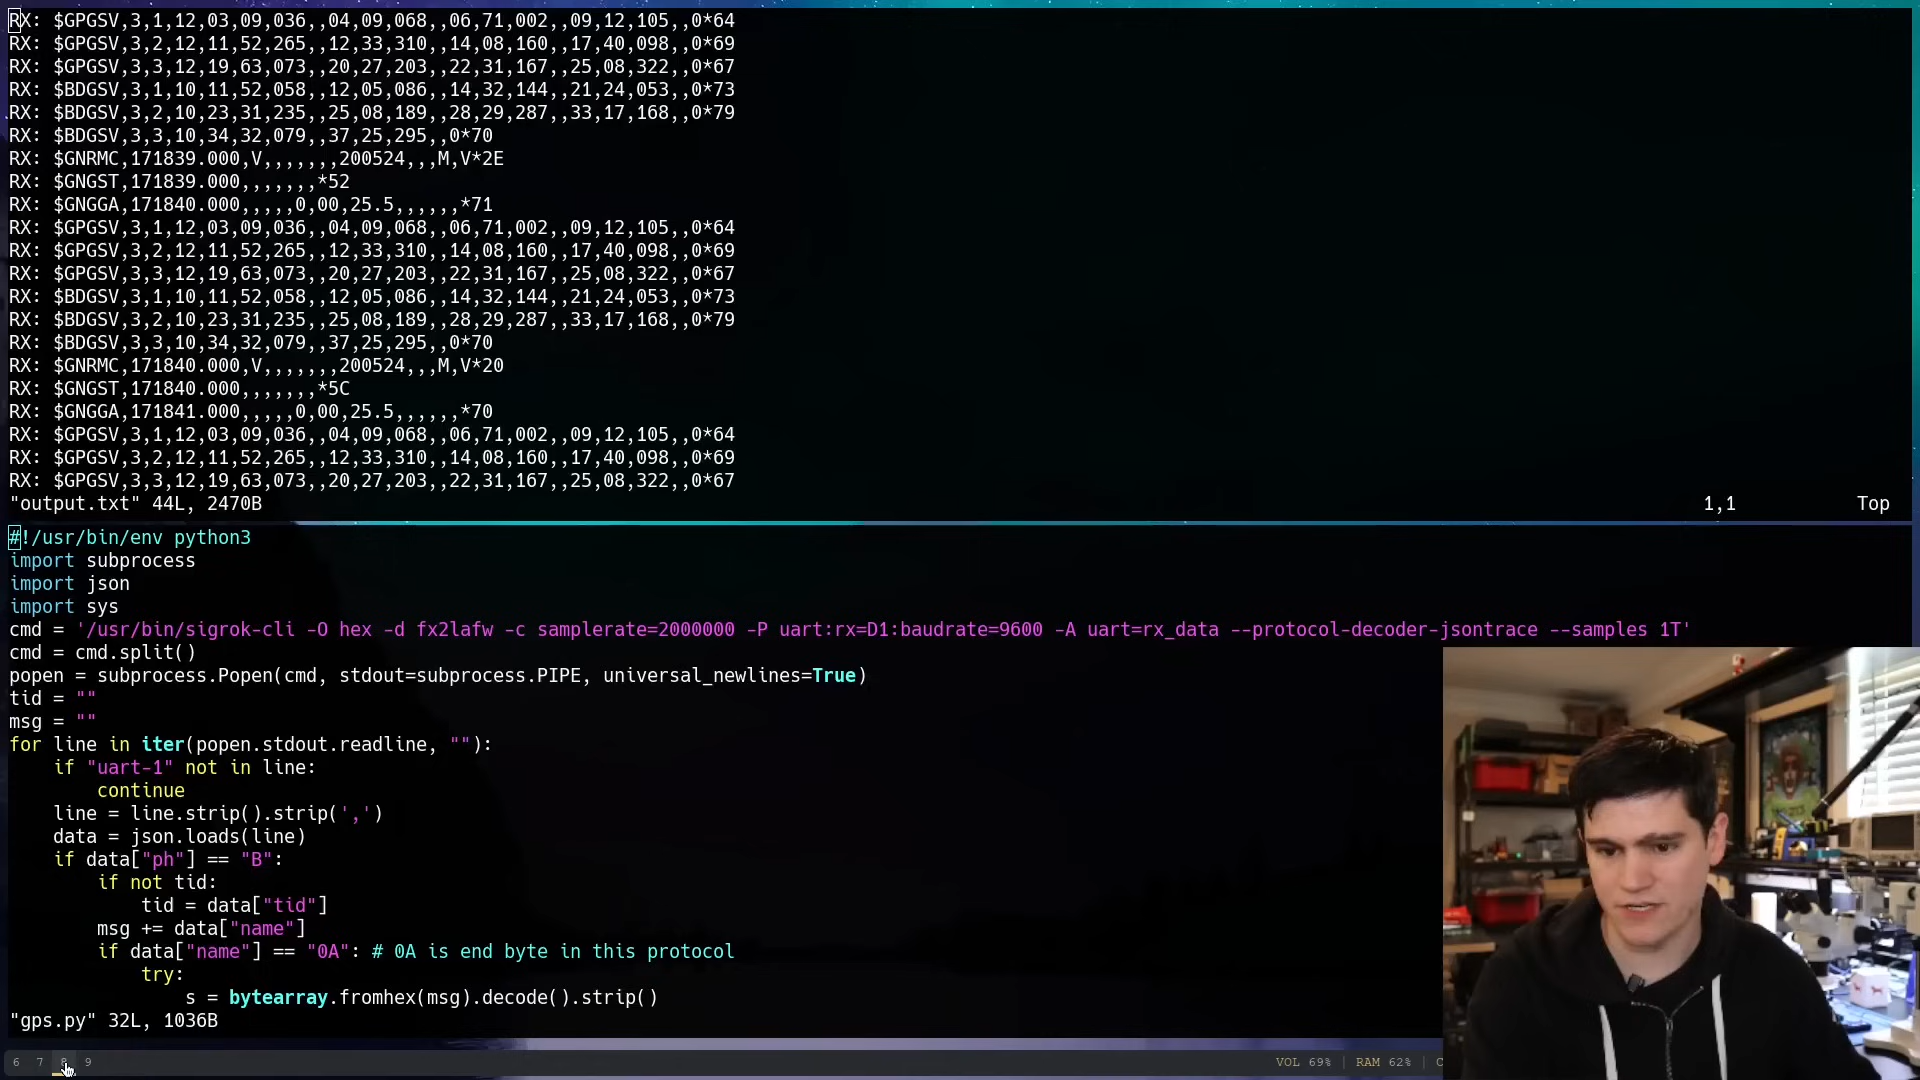 RX: $GPGSV,3,1,12,03,09,036,,04,09,068,,06,71,002,,09,12,105,,0*64
RX: $GPGSV,3,2,12,11,52,265,,12,33,310,,14,08,160,,17,40,098,,0*69
RX: $GPGSV,3,3,12,19,63,073,,20,27,203,,22,31,167,,25,08,322,,0*67
RX: $BDGSV,3,1,10,11,52,058,,12,05,086,,14,32,144,,21,24,053,,0*73
RX: $BDGSV,3,2,10,23,31,235,,25,08,189,,28,29,287,,33,17,168,,0*79
RX: $BDGSV,3,3,10,34,32,079,,37,25,295,,0*70
RX: $GNRMC,171839.000,V,,,,,,,200524,,,M,V*2E
RX: $GNGST,171839.000,,,,,,,*52
RX: $GNGGA,171840.000,,,,,0,00,25.5,,,,,,*71
RX: $GPGSV,3,1,12,03,09,036,,04,09,068,,06,71,002,,09,12,105,,0*64
RX: $GPGSV,3,2,12,11,52,265,,12,33,310,,14,08,160,,17,40,098,,0*69
RX: $GPGSV,3,3,12,19,63,073,,20,27,203,,22,31,167,,25,08,322,,0*67
RX: $BDGSV,3,1,10,11,52,058,,12,05,086,,14,32,144,,21,24,053,,0*73
RX: $BDGSV,3,2,10,23,31,235,,25,08,189,,28,29,287,,33,17,168,,0*79
RX: $BDGSV,3,3,10,34,32,079,,37,25,295,,0*70
RX: $GNRMC,171840.000,V,,,,,,,200524,,,M,V*20
RX: $GNGST,171840.000,,,,,,,*5C
RX: $GNGGA,171841.000,,,,,0,00,25.5,,,,,,*70
RX: $GPGSV,3,1,12,03,09,036,,04,09,068,,06,71,002,,09,12,105,,0*64
RX: $GPGSV,3,2,12,11,52,265,,12,33,310,,14,08,160,,17,40,098,,0*69
RX: $GPGSV,3,3,12,19,63,073,,20,27,203,,22,31,167,,25,08,322,,0*67
"output.txt" 44L, 2470B 1,1 Top
#!/usr/bin/env python3
import subprocess
import json
import sys
cmd = '/usr/bin/sigrok-cli -O hex -d fx2lafw -c samplerate=2000000 -P uart:rx=D1:baudrate=9600 -A uart=rx_data --protocol-decoder-jsontrace --samples 1T'
cmd = cmd.split()
popen = subprocess.Popen(cmd, stdout=subprocess.PIPE, universal_newlines=True)
tid = ""
msg = ""
for line in iter(popen.stdout.readline, ""):
    if "uart-1" not in line:
        continue
    line = line.strip().strip(',')
    data = json.loads(line)
    if data["ph"] == "B":
        if not tid:
            tid = data["tid"]
        msg += data["name"]
        if data["name"] == "0A": # 0A is end byte in this protocol
            try:
                s = bytearray.fromhex(msg).decode().strip()
"gps.py" 32L, 1036B
6 7 8 9 VOL 69% | RAM 62% | C